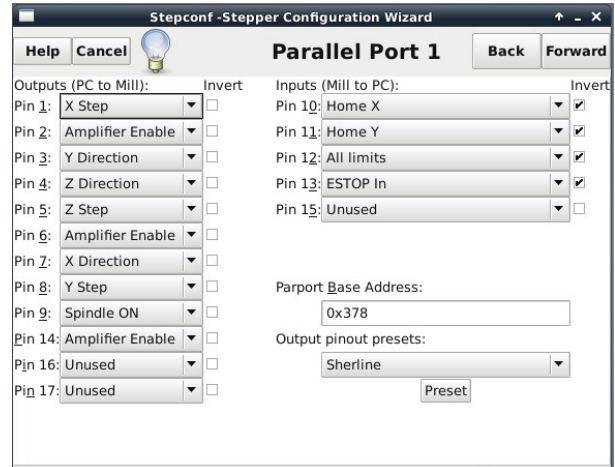 Stepconf -Stepper Configuration Wizard
Help Cancel Parallel Port 1 Back Forward
Outputs (PC to Mill): Invert
Pin 1: X Step
Pin 2: Amplifier Enable
Pin 3: Y Direction
Pin 4: Z Direction
Pin 5: Z Step
Pin 6: Amplifier Enable
Pin 7: X Direction
Pin 8: Y Step
Pin 9: Spindle ON
Pin 14: Amplifier Enable
Pin 16: Unused
Pin 17: Unused
Inputs (Mill to PC): Invert
Pin 10: Home X
Pin 11: Home Y
Pin 12: All limits
Pin 13: ESTOP In
Pin 15: Unused
Parport Base Address:
0x378
Output pinout presets:
Sherline
Preset